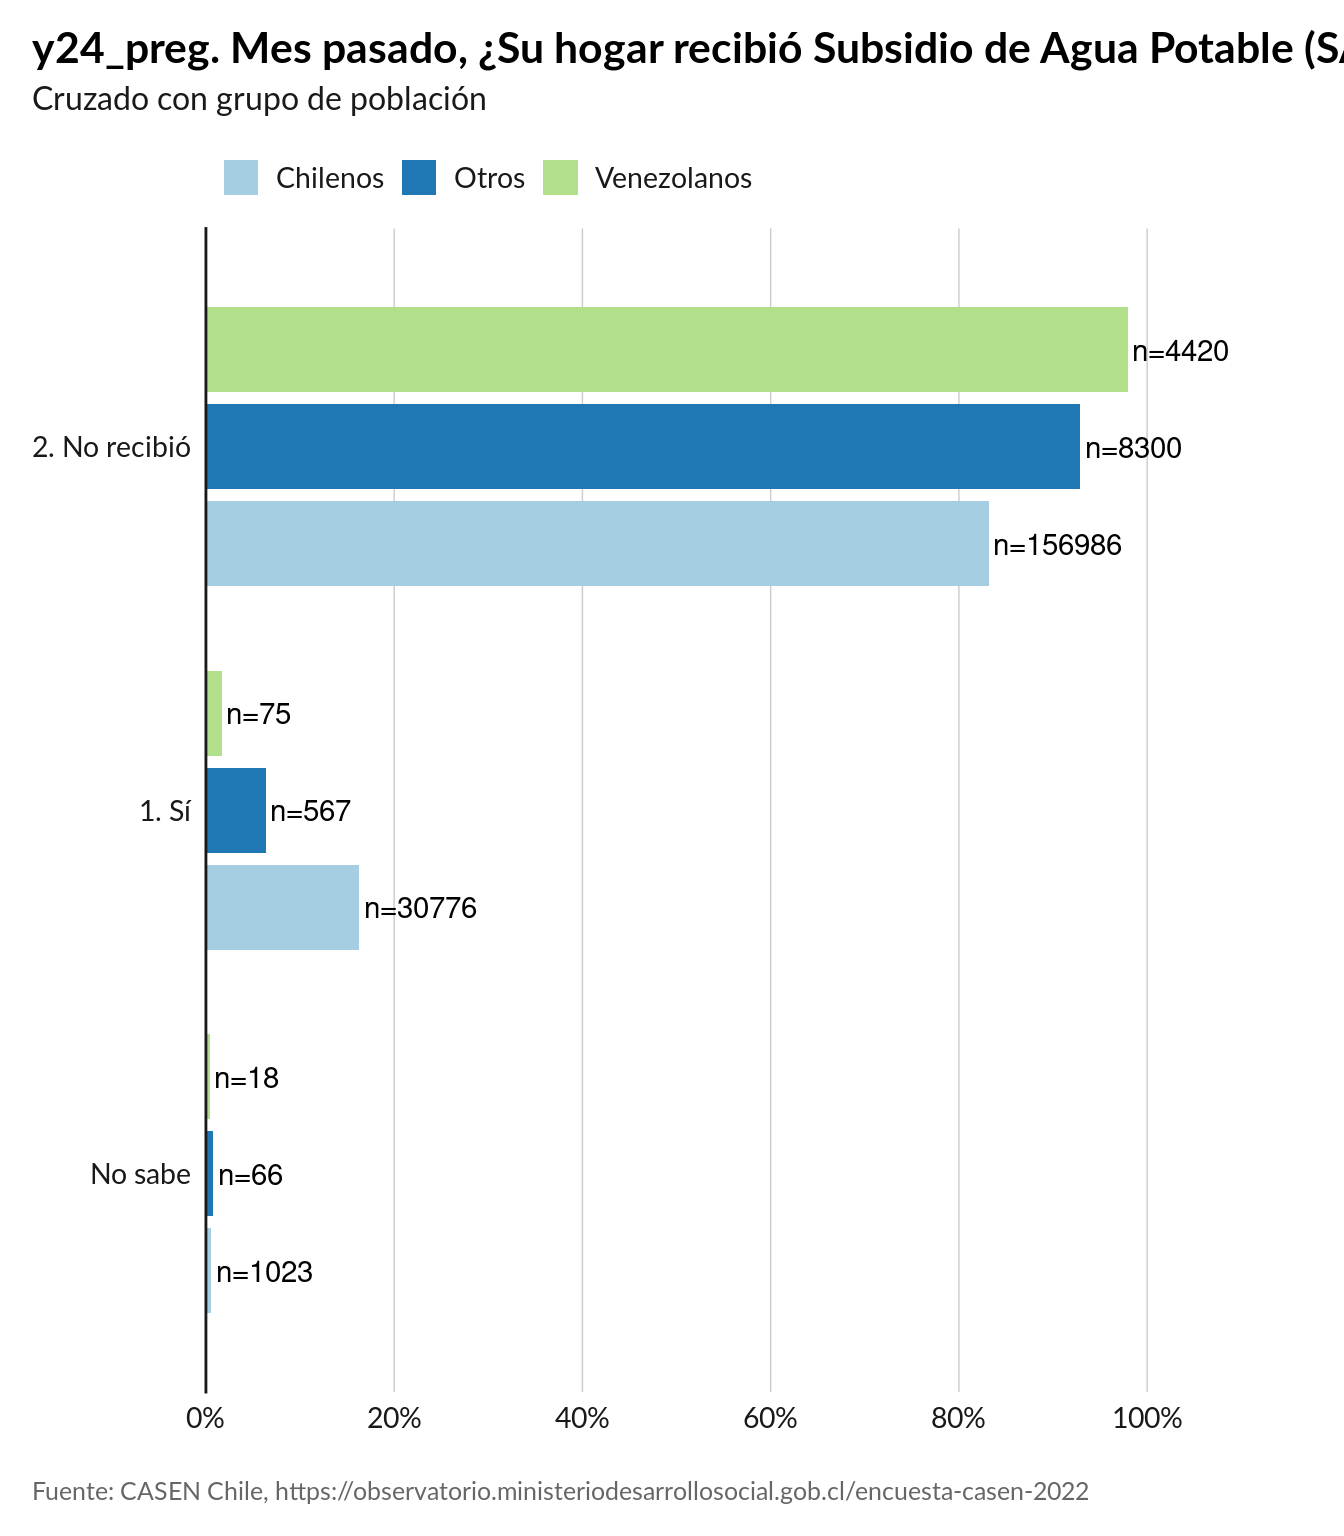 y24_preg. Mes pasado, ¿Su hogar recibió Subsidio de Agua Potable (SA
Cruzado con grupo de población
Chilenos Otros Venezolanos
n=4420
2. No recibió n=8300
n=156986
n=75
1. Sí n=567
n=30776
n=18
No sabe n=66
n=1023
0% 20% 40% 60% 80% 100%
Fuente: CASEN Chile, https://observatorio.ministeriodesarrollosocial.gob.cl/encuesta-casen-2022